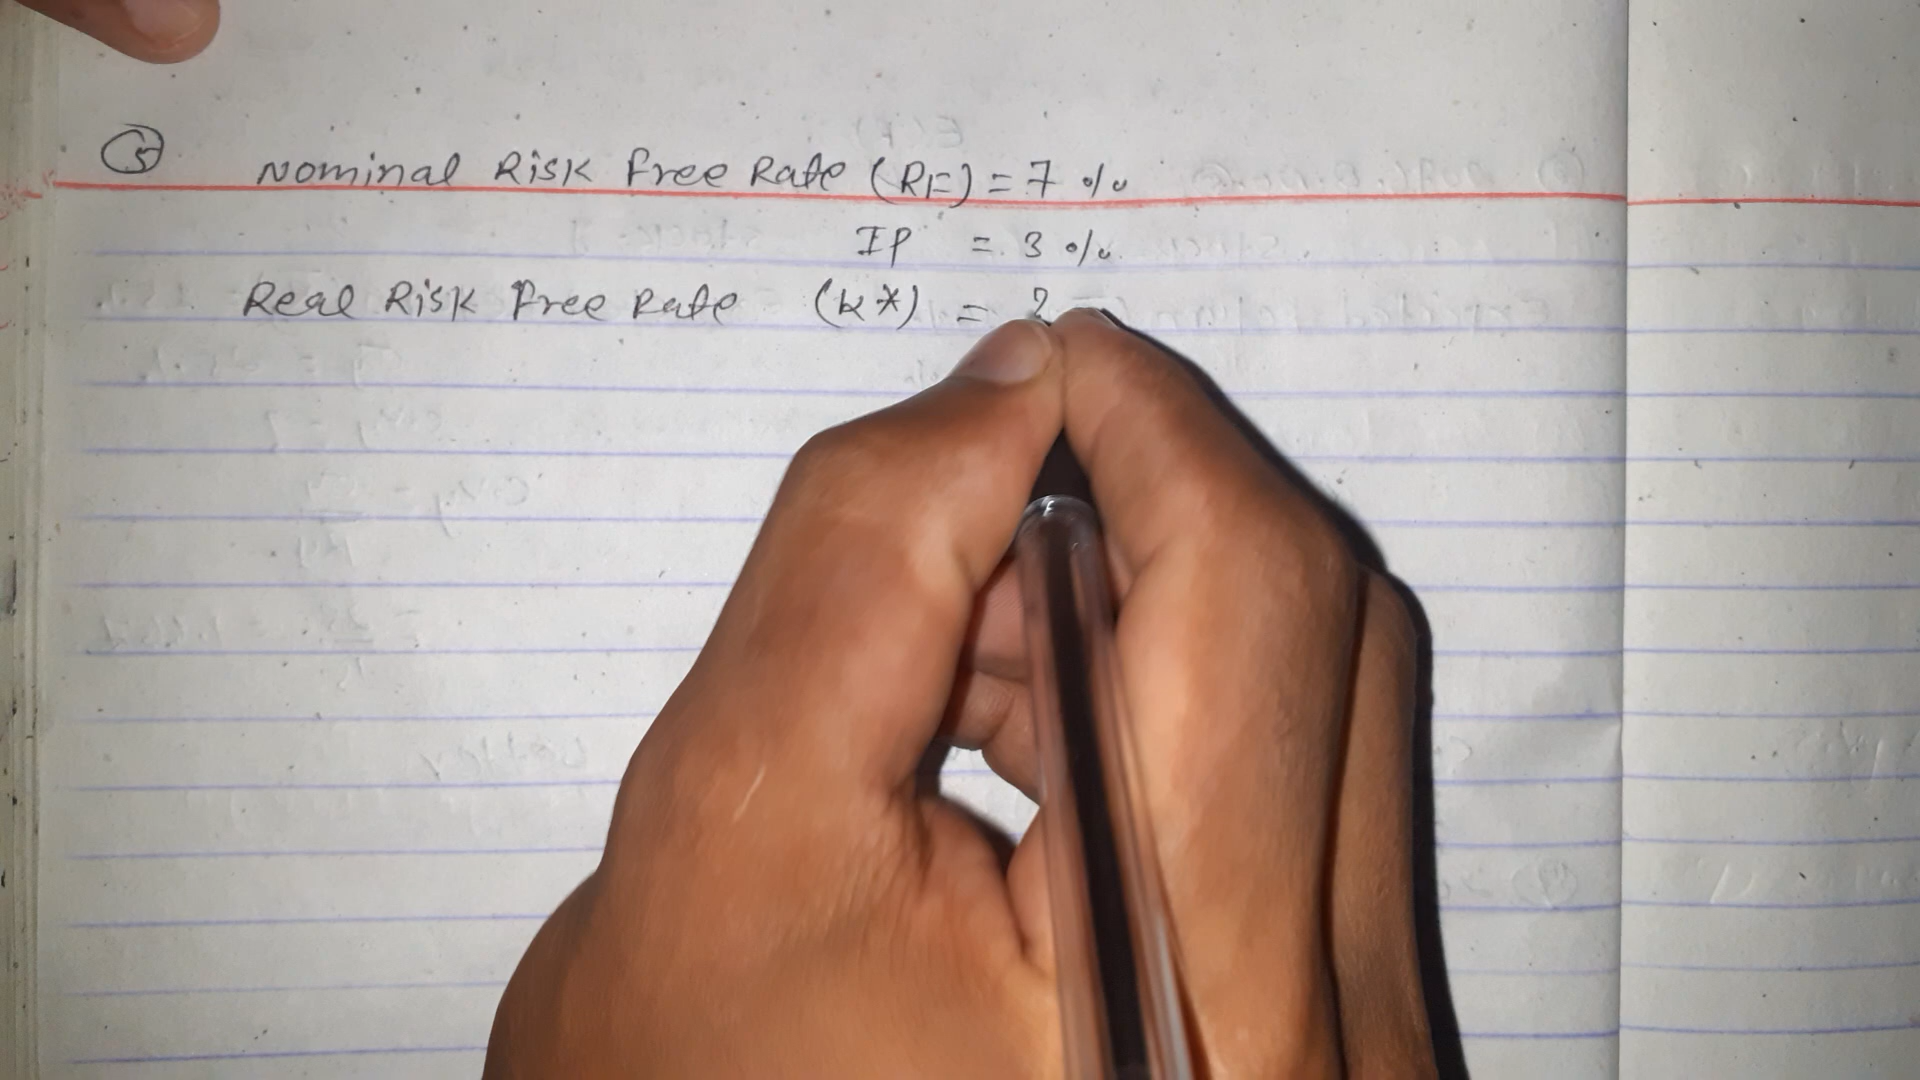 5 Nominal Risk Free Rate (RF) = 7 %
IP = 3 %
Real Risk Free Rate (k*) = ?